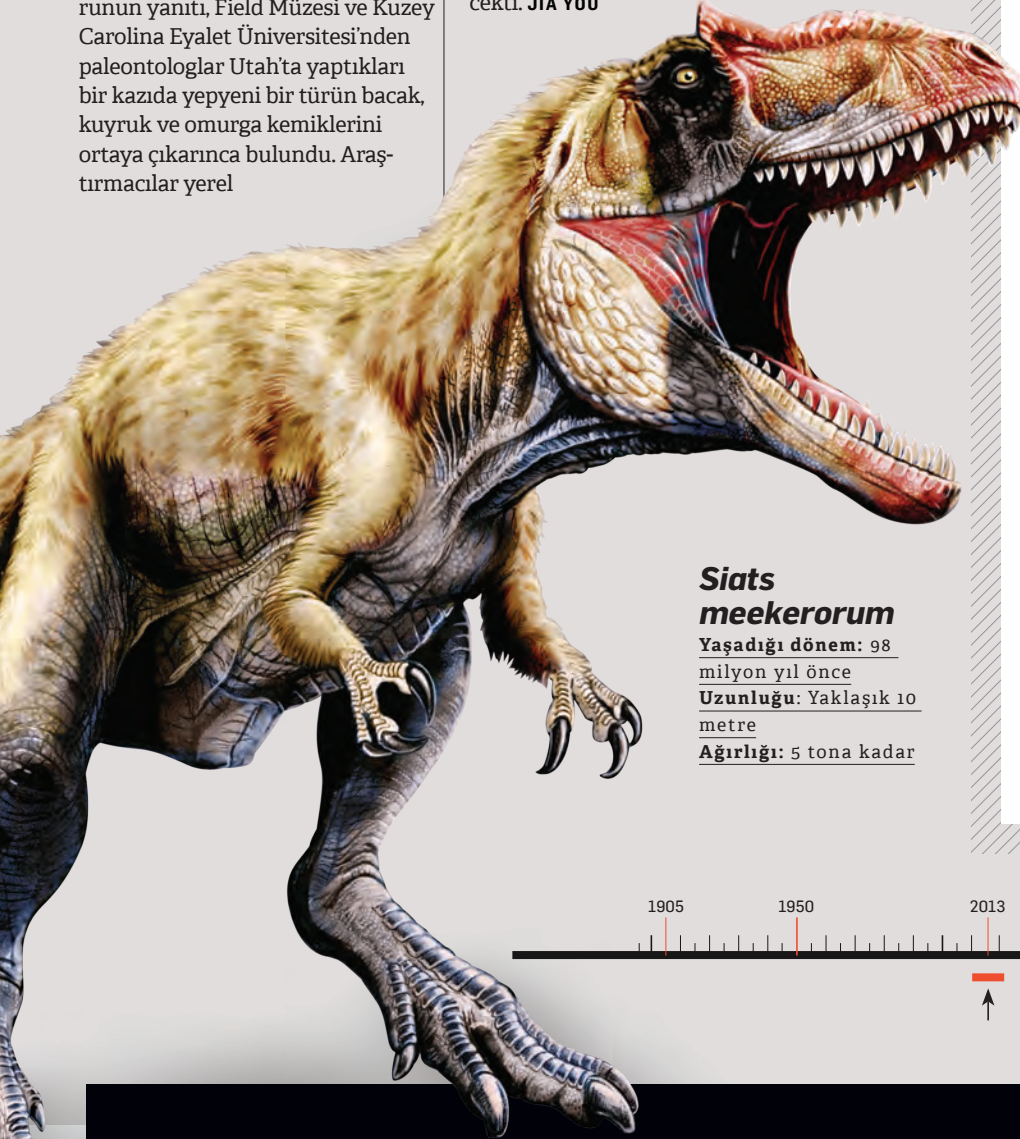 runun yanıtı, Field Müzesi ve Kuzey
Carolina Eyalet Üniversitesi’nden
paleontologlar Utah’ta yaptıkları
bir kazıda yepyeni bir türün bacak,
kuyruk ve omurga kemiklerini
ortaya çıkarınca bulundu. Araş-
tırmacılar yerel
cekti. JIA YOU
Siats
meekerorum
Yaşadığı dönem: 98
milyon yıl önce
Uzunluğu: Yaklaşık 10
metre
Ağırlığı: 5 tona kadar
1905 1950 2013